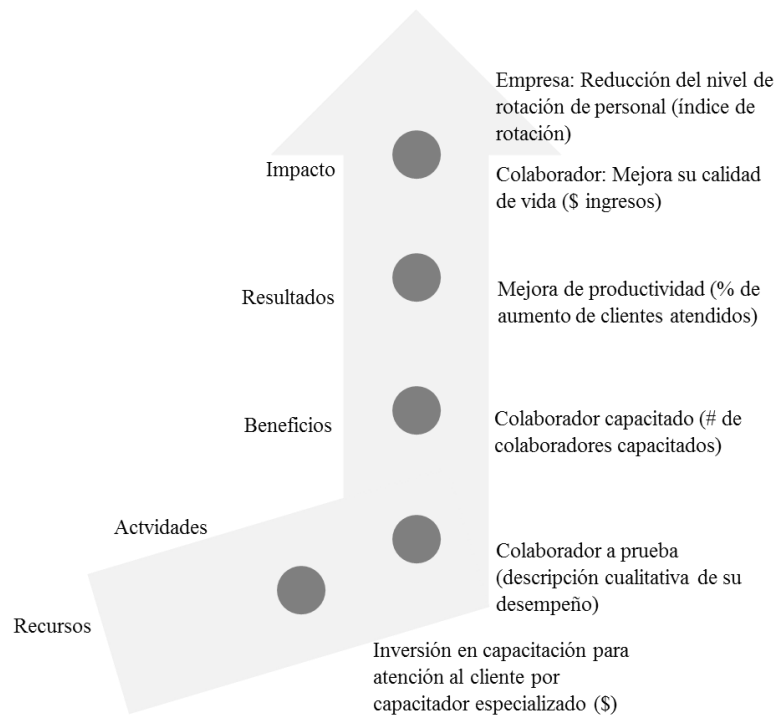 Empresa: Reducción del nivel de
rotación de personal (índice de
rotación)
Impacto
Colaborador: Mejora su calidad
de vida ($ ingresos)
Resultados
Mejora de productividad (% de
aumento de clientes atendidos)
Beneficios
Colaborador capacitado (# de
colaboradores capacitados)
Actvidades
Colaborador a prueba
(descripción cualitativa de su
desempeño)
Recursos
Inversión en capacitación para
atención al cliente por
capacitador especializado ($)